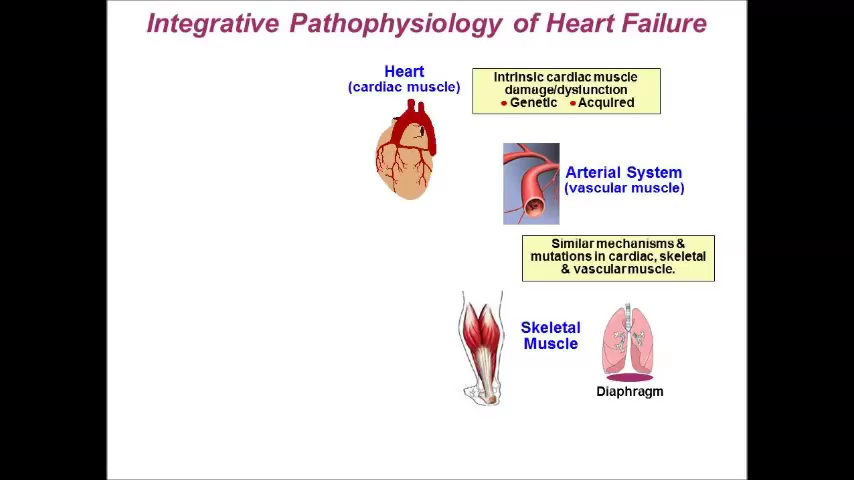 Integrative Pathophysiology of Heart Failure
Heart
(cardiac muscle)
Intrinsic cardiac muscle
damage/dysfunction
• Genetic • Acquired
Arterial System
(vascular muscle)
Similar mechanisms &
mutations in cardiac, skeletal
& vascular muscle.
Skeletal
Muscle
Diaphragm